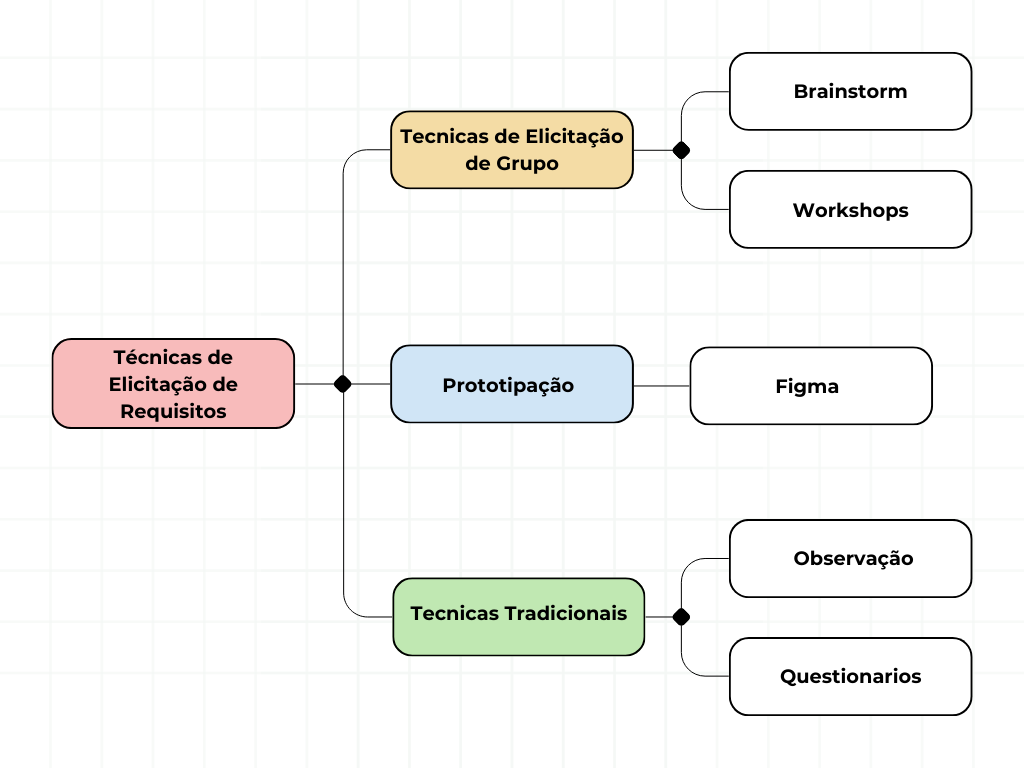 Técnicas de
Elicitação de
Requisitos
Tecnicas de Elicitação
de Grupo
Brainstorm
Workshops
Prototipação
Figma
Tecnicas Tradicionais
Observação
Questionarios